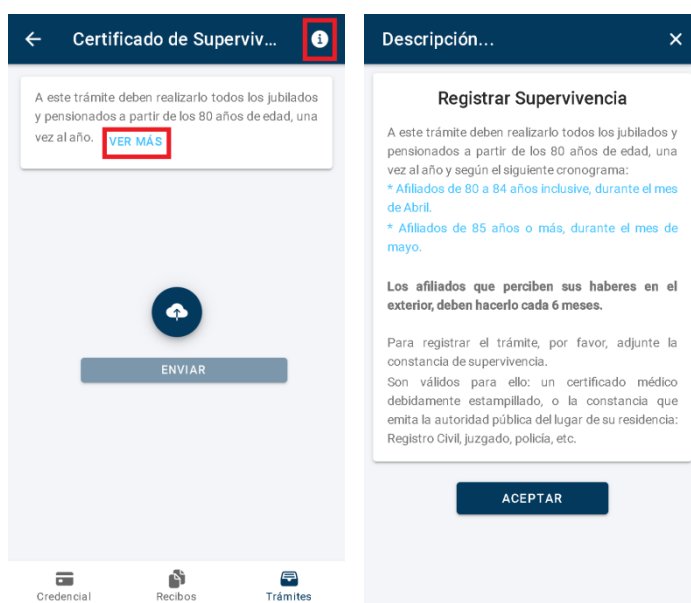 Certificado de Superviv...
A este trámite deben realizarlo todos los jubilados
y pensionados a partir de los 80 años de edad, una
vez al año. VER MÁS
ENVIAR
Credencial
Recibos
Trámites
Descripción...
Registrar Supervivencia
A este trámite deben realizarlo todos los jubilados y
pensionados a partir de los 80 años de edad, una
vez al año y según el siguiente cronograma:
* Afiliados de 80 a 84 años inclusive, durante el mes
de Abril.
* Afiliados de 85 años o más, durante el mes de
mayo.
Los afiliados que perciben sus haberes en el
exterior, deben hacerlo cada 6 meses.
Para registrar el trámite, por favor, adjunte la
constancia de supervivencia.
Son válidos para ello: un certificado médico
debidamente estampillado, o la constancia que
emita la autoridad pública del lugar de su residencia:
Registro Civil, juzgado, policía, etc.
ACEPTAR